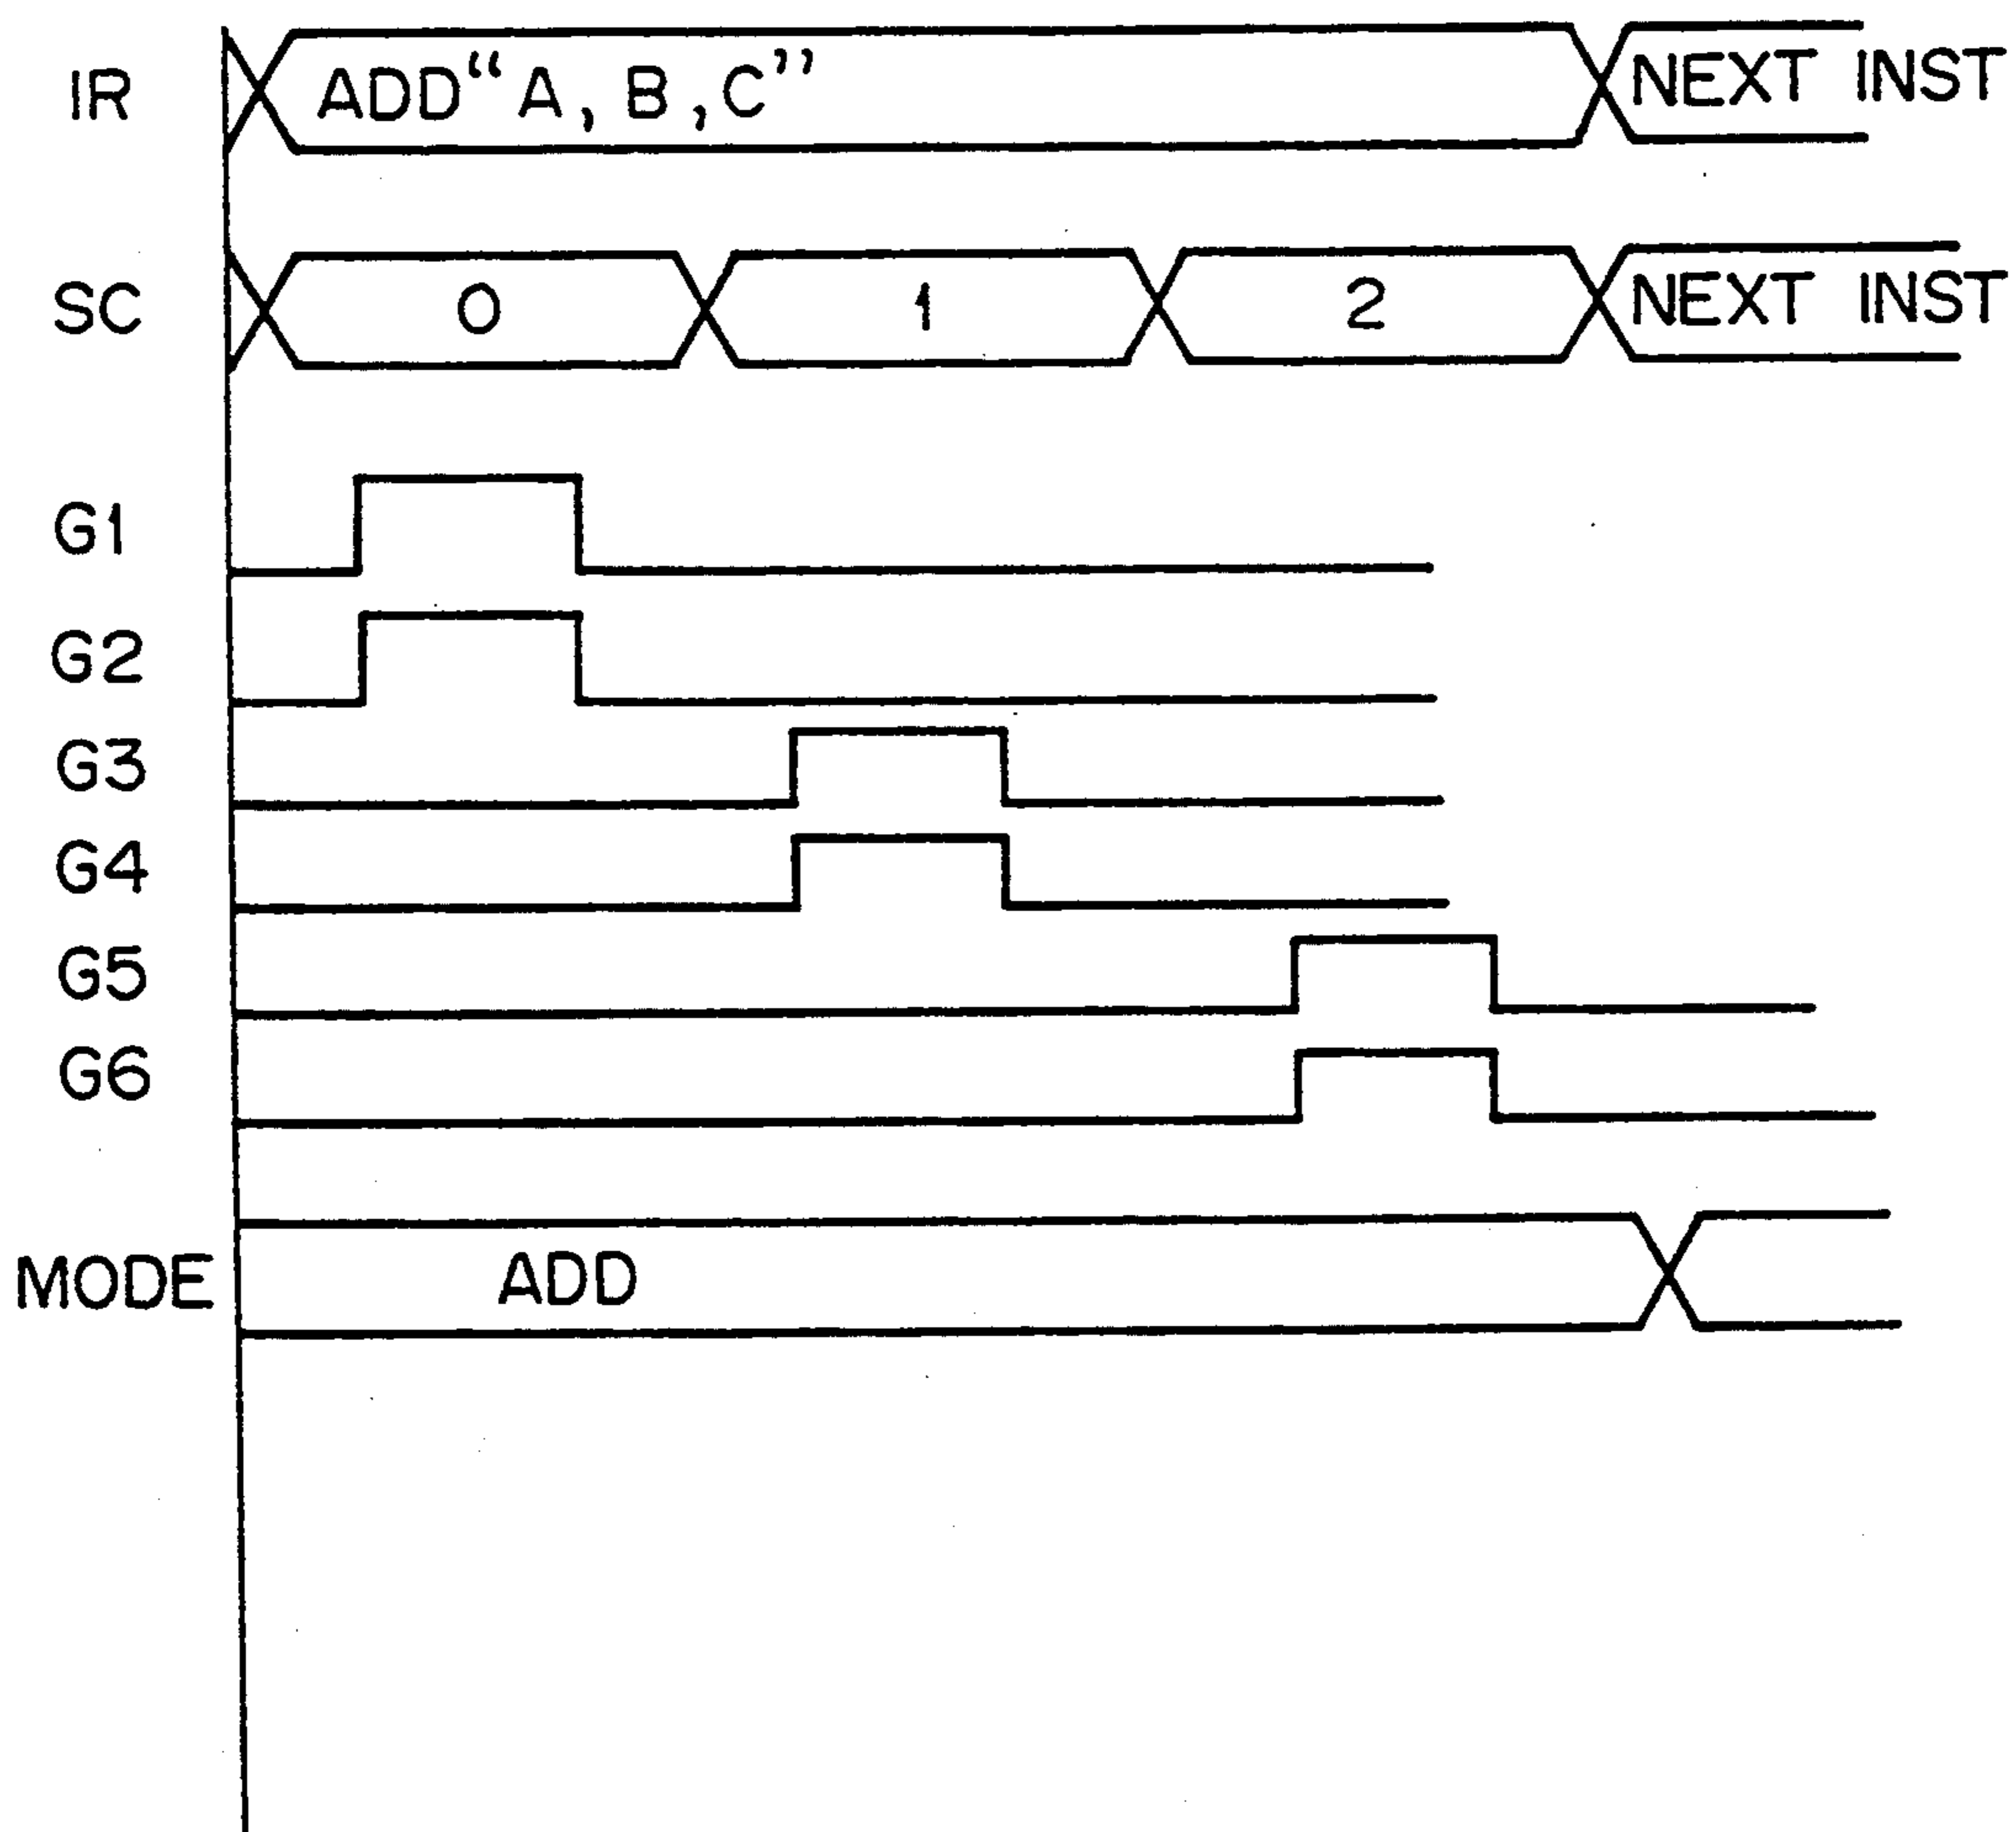 IR ADD“A, B, C” NEXT INST
SC 0 1 2 NEXT INST
G1
G2
G3
G4
G5
G6
MODE ADD